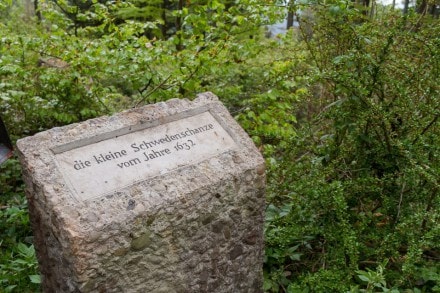 die kleine Schwedenschanze
vom Jahre 1632